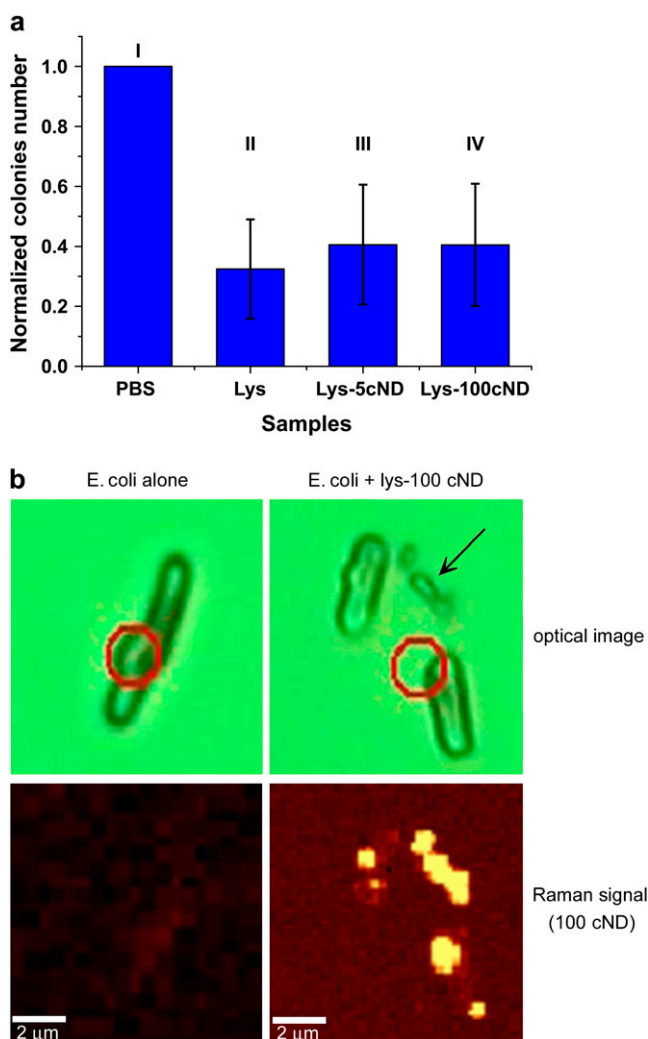 a
I
1.0
II
III
IV
0.8
0.6
0.4
0.2
0.0
Normalized colonies number
PBS
Lys
Lys-5cND
Lys-100cND
Samples
b
E. coli alone
E. coli + lys-100 cND
optical image
Raman signal
(100 cND)
2 μm
2 μm